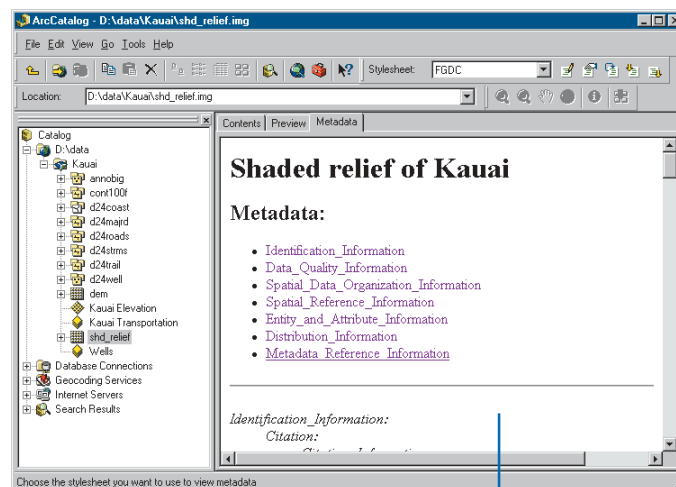 ArcCatalog - D:\data\Kauai\shd_relief.img
File Edit View Go Tools Help
Stylesheet: FGDC
Location: D:\data\Kauai\shd_relief.img
Catalog
D:\data
Kauai
annobig
cont100f
d24coast
d24majrd
d24roads
d24strms
d24trail
d24well
dem
Kauai Elevation
Kauai Transportation
shd_relief
Wells
Database Connections
Geocoding Services
Internet Servers
Search Results
Contents Preview Metadata
Shaded relief of Kauai
Metadata:
Identification_Information
Data_Quality_Information
Spatial_Data_Organization_Information
Spatial_Reference_Information
Entity_and_Attribute_Information
Distribution_Information
Metadata_Reference_Information
Identification_Information:
Citation:
Choose the stylesheet you want to use to view metadata